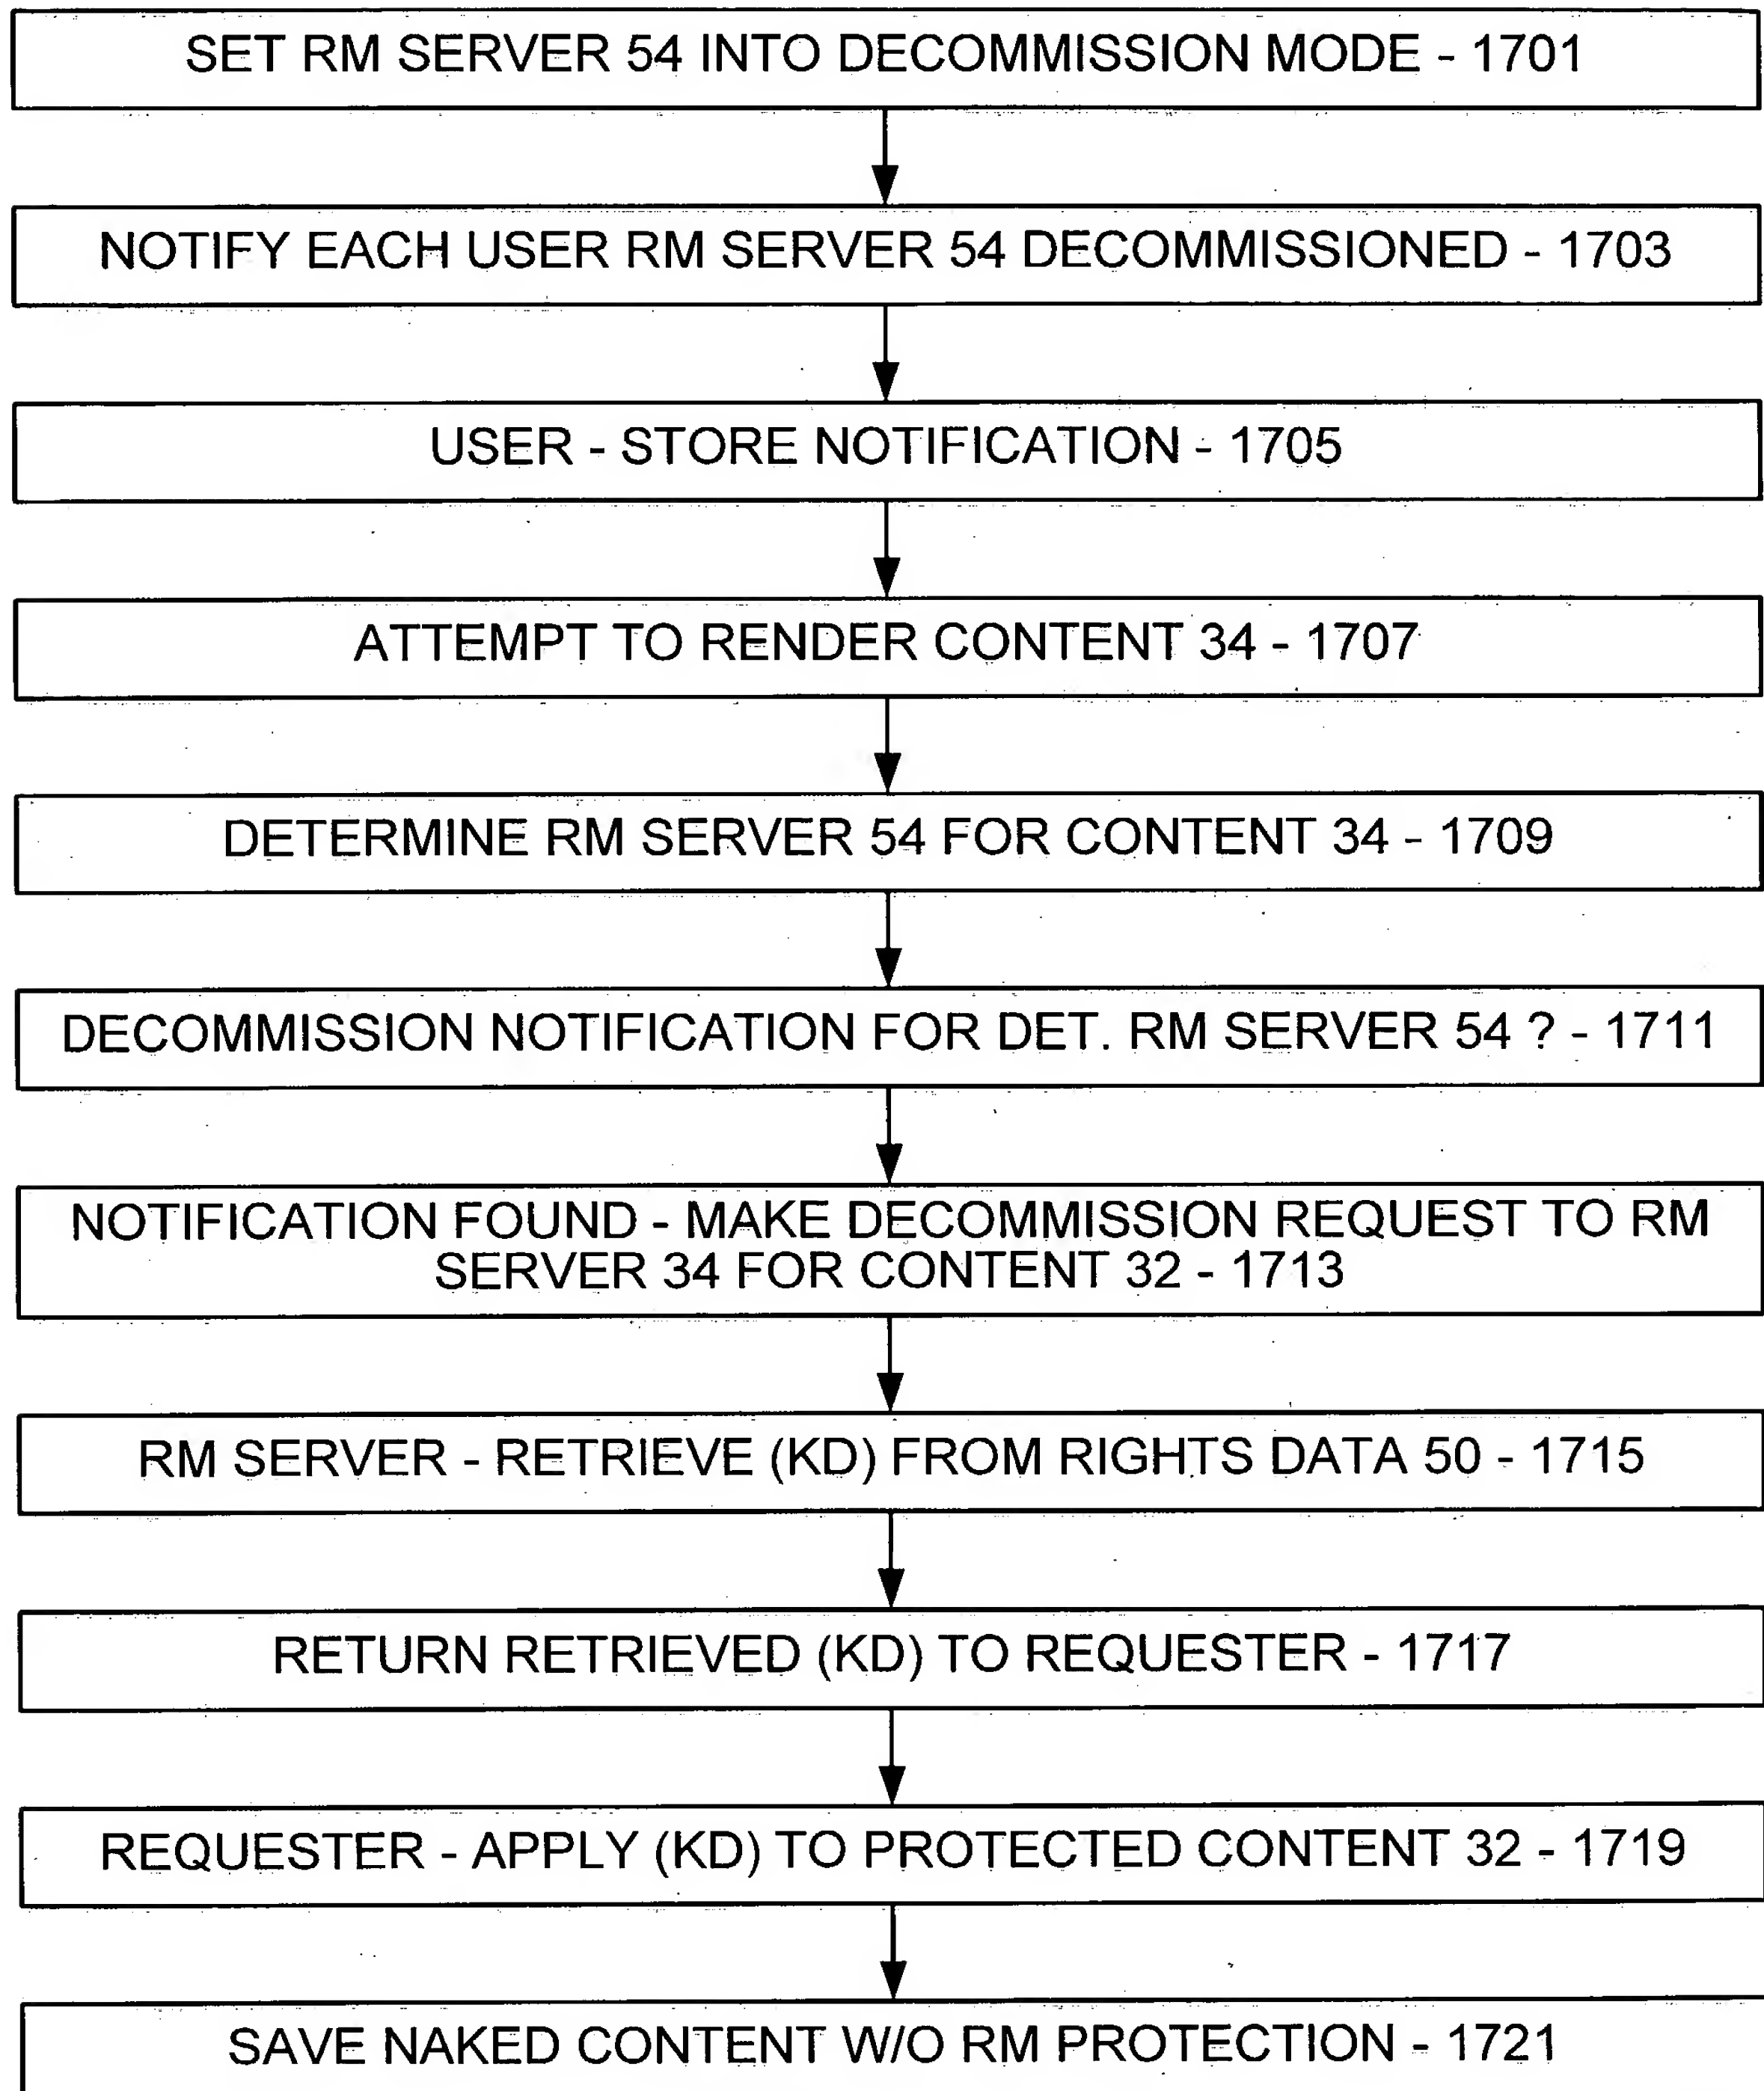 SET RM SERVER 54 INTO DECOMMISSION MODE - 1701
NOTIFY EACH USER RM SERVER 54 DECOMMISSIONED - 1703
USER - STORE NOTIFICATION - 1705
ATTEMPT TO RENDER CONTENT 34 - 1707
DETERMINE RM SERVER 54 FOR CONTENT 34 - 1709
DECOMMISSION NOTIFICATION FOR DET. RM SERVER 54 ? - 1711
NOTIFICATION FOUND - MAKE DECOMMISSION REQUEST TO RM
SERVER 34 FOR CONTENT 32 - 1713
RM SERVER - RETRIEVE (KD) FROM RIGHTS DATA 50 - 1715
RETURN RETRIEVED (KD) TO REQUESTER - 1717
REQUESTER - APPLY (KD) TO PROTECTED CONTENT 32 - 1719
SAVE NAKED CONTENT W/O RM PROTECTION - 1721